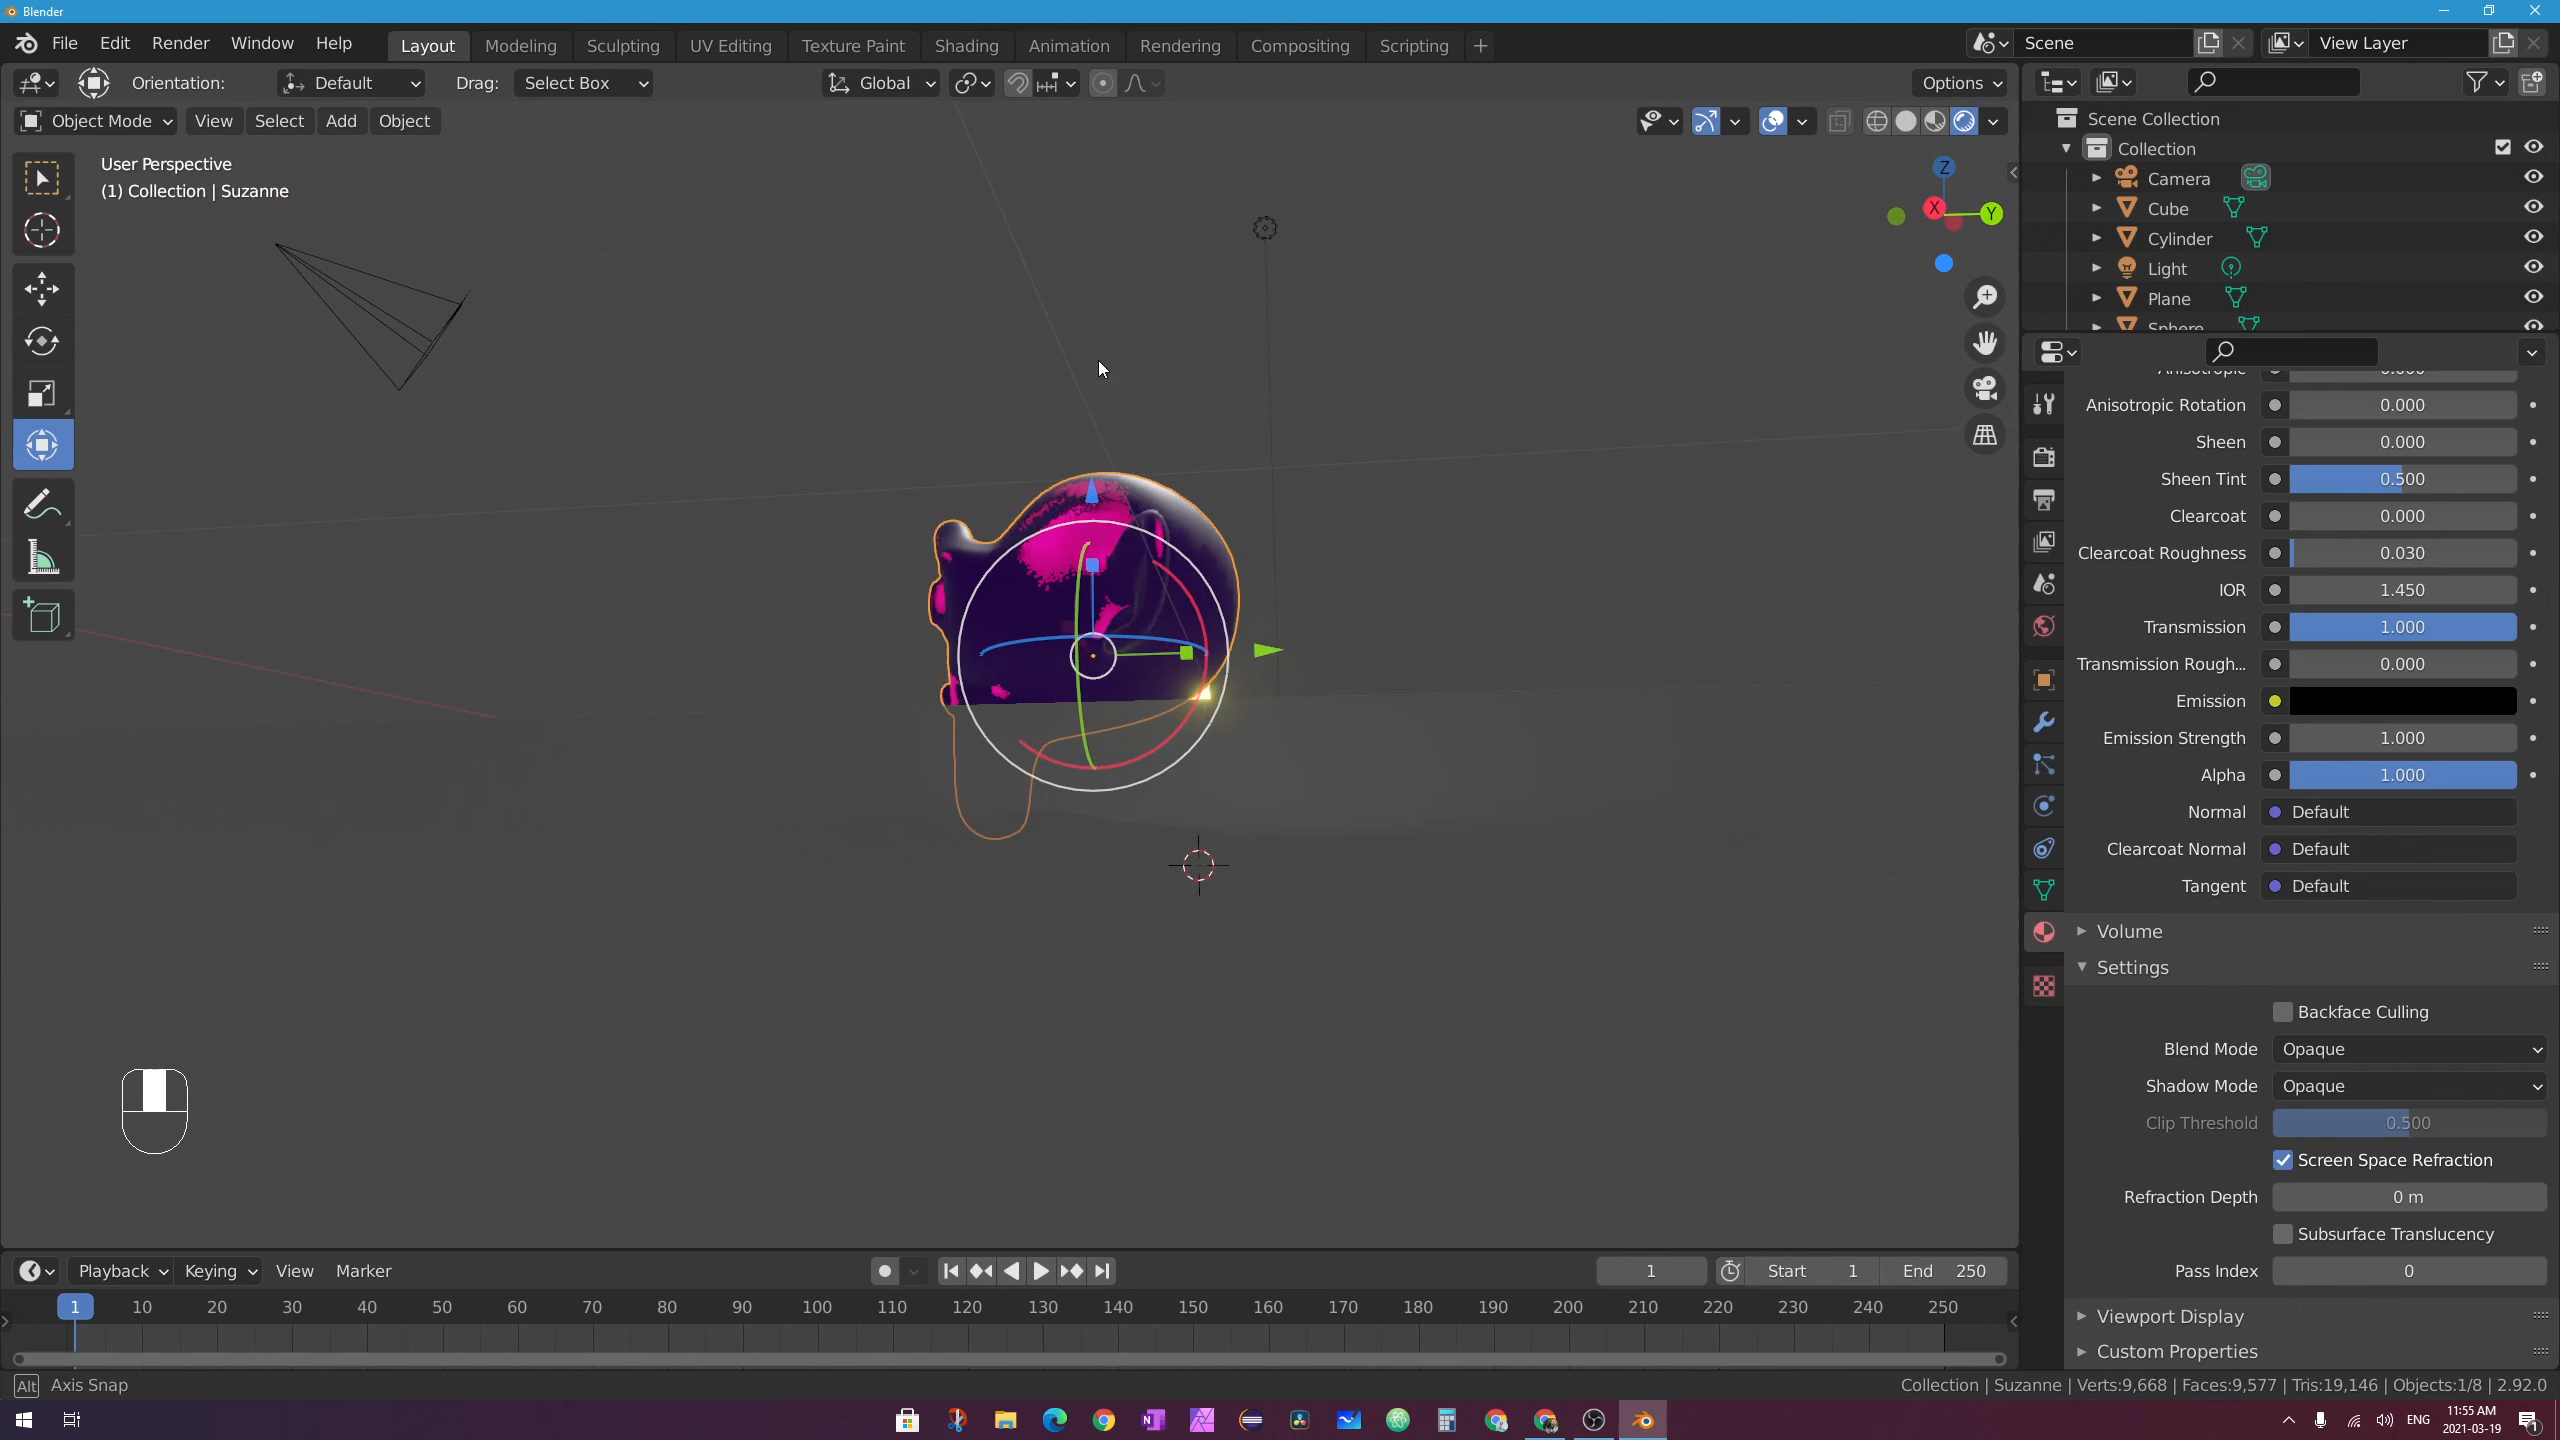 Blender
File Edit Render Window Help Layout Modeling Sculpting UV Editing Texture Paint Shading Animation Rendering Compositing Scripting + Scene View Layer
Orientation: Default Drag: Select Box Global Options
Object Mode View Select Add Object
User Perspective
(1) Collection | Suzanne
Z
X
Y
Scene Collection
Collection
Camera
Cube
Cylinder
Light
Plane
Sphere
Anisotropic 0.000
Anisotropic Rotation 0.000
Sheen 0.000
Sheen Tint 0.500
Clearcoat 0.000
Clearcoat Roughness 0.030
IOR 1.450
Transmission 1.000
Transmission Rough... 0.000
Emission
Emission Strength 1.000
Alpha 1.000
Normal Default
Clearcoat Normal Default
Tangent Default
Volume
Settings
Backface Culling
Blend Mode Opaque
Shadow Mode Opaque
Clip Threshold 0.500
Screen Space Refraction
Refraction Depth 0 m
Subsurface Translucency
Pass Index 0
Viewport Display
Custom Properties
Playback Keying View Marker 1 Start 1 End 250
1 10 20 30 40 50 60 70 80 90 100 110 120 130 140 150 160 170 180 190 200 210 220 230 240 250
Alt Axis Snap Collection | Suzanne | Verts:9,668 | Faces:9,577 | Tris:19,146 | Objects:1/8 | 2.92.0
ENG 11:55 AM
2021-03-19
1